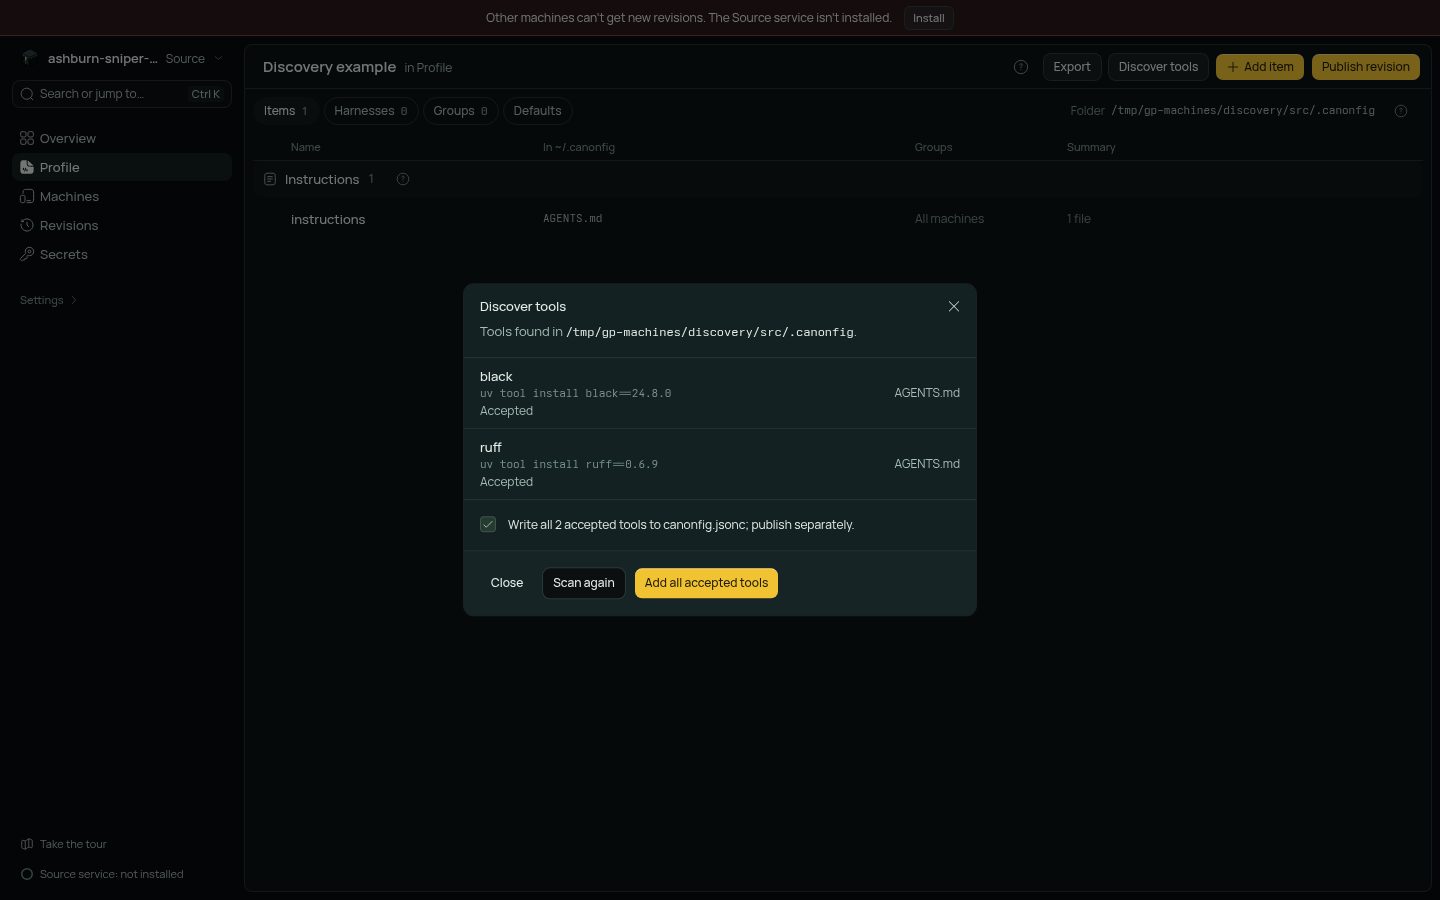 Other machines can't get new revisions. The Source service isn't installed. Install
ashburn-sniper-... Source
Search or jump to... Ctrl K
Overview
Profile
Machines
Revisions
Secrets
Settings
Take the tour
Source service: not installed
Discovery example in Profile
? Export Discover tools + Add item Publish revision
Items 1 Harnesses 0 Groups 0 Defaults
Folder /tmp/gp-machines/discovery/src/.canonfig ?
Name In ~/.canonfig Groups Summary
Instructions 1 ?
instructions AGENTS.md All machines 1 file
Discover tools
Tools found in /tmp/gp-machines/discovery/src/.canonfig.
black
uv tool install black==24.8.0 AGENTS.md
Accepted
ruff
uv tool install ruff==0.6.9 AGENTS.md
Accepted
Write all 2 accepted tools to canonfig.jsonc; publish separately.
Close Scan again Add all accepted tools